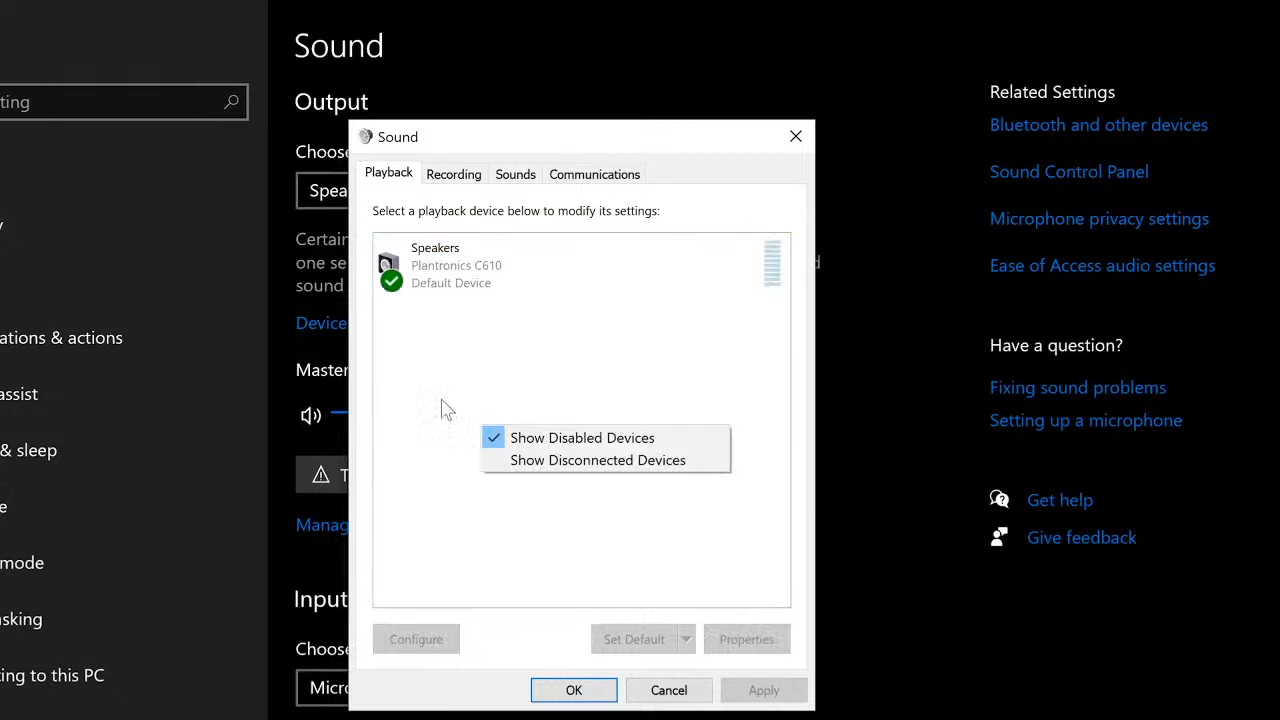 Sound
ting
Output
Choose
Spea
Certain
one se
sound
d
Device
Master
T
Manag
Input
Choose
Micro
y
ations & actions
assist
& sleep
e
mode
sking
ting to this PC
Sound
Playback
Recording
Sounds
Communications
Select a playback device below to modify its settings:
Speakers
Plantronics C610
Default Device
Show Disabled Devices
Show Disconnected Devices
Configure
Set Default
Properties
OK
Cancel
Apply
Related Settings
Bluetooth and other devices
Sound Control Panel
Microphone privacy settings
Ease of Access audio settings
Have a question?
Fixing sound problems
Setting up a microphone
Get help
Give feedback